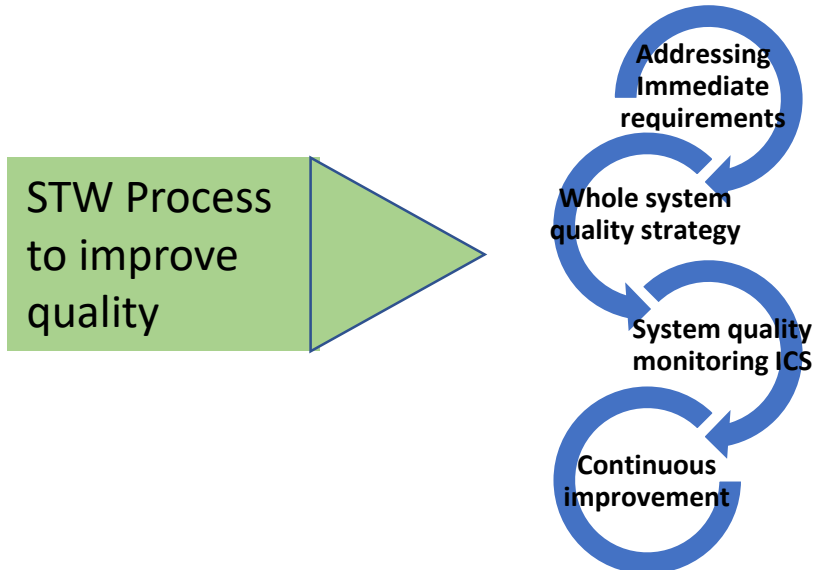 STW Process
to improve
quality
Addressing
Immediate
requirements
Whole system
quality strategy
System quality
monitoring ICS
Continuous
improvement